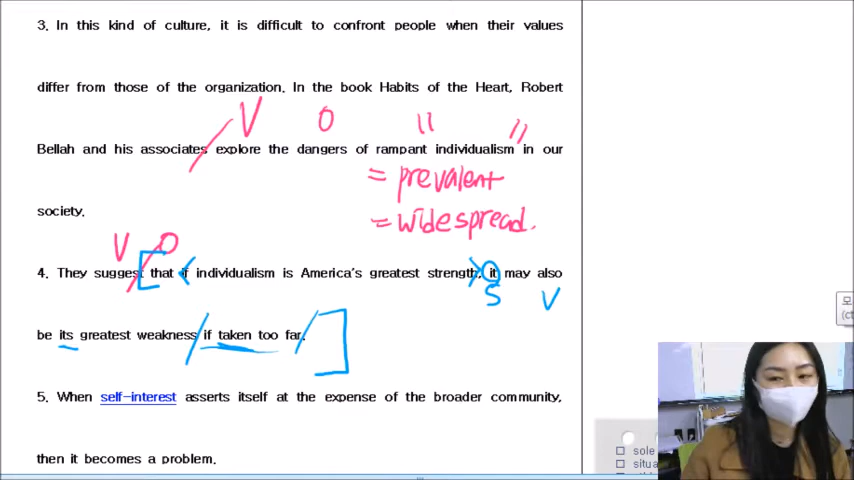 3. In this kind of culture, it is difficult to confront people when their values
differ from those of the organization. In the book Habits of the Heart, Robert
V O
Bellah and his associates explore the dangers of rampant individualism in our
= prevalent
society.
= widespread.
V O
4. They suggest that if individualism is America's greatest strength, it may also
S V
be its greatest weakness if taken too far.
5. When self-interest asserts itself at the expense of the broader community,
then it becomes a problem.
모
(ct
sole
situa